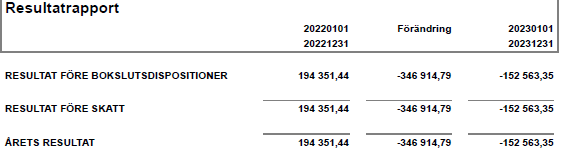 Resultatrapport
20220101 Förändring 20230101
20221231 20231231
RESULTAT FÖRE BOKSLUTSDISPOSITIONER 194 351,44 -346 914,79 -152 563,35
RESULTAT FÖRE SKATT 194 351,44 -346 914,79 -152 563,35
ÅRETS RESULTAT 194 351,44 -346 914,79 -152 563,35